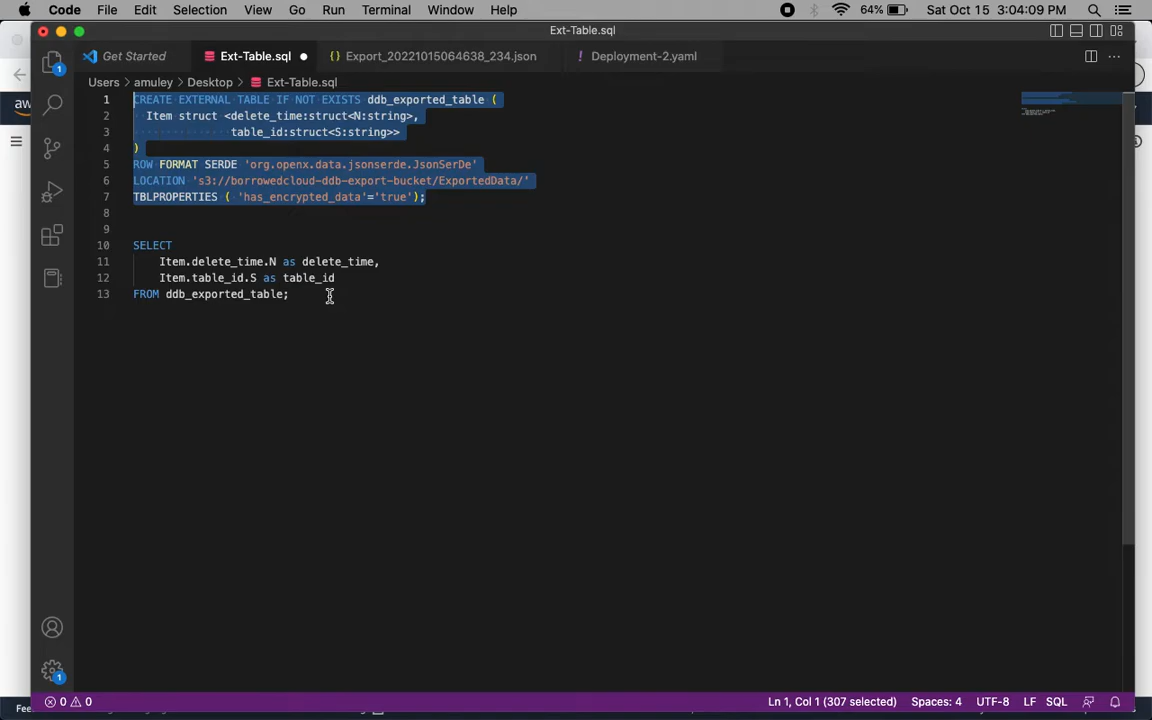 Code File Edit Selection View Go Run Terminal Window Help 64% Sat Oct 15 3:04:09 PM
Ext-Table.sql
Get Started Ext-Table.sql Export_20221015064638_234.json Deployment-2.yaml
Users > amuley > Desktop > Ext-Table.sql
1 CREATE EXTERNAL TABLE IF NOT EXISTS ddb_exported_table (
2 Item struct <delete_time:struct<N:string>,
3 table_id:struct<S:string>>
4 )
5 ROW FORMAT SERDE 'org.openx.data.jsonserde.JsonSerDe'
6 LOCATION 's3://borrowedcloud-ddb-export-bucket/ExportedData/'
7 TBLPROPERTIES ( 'has_encrypted_data'='true');
8
9
10 SELECT
11 Item.delete_time.N as delete_time,
12 Item.table_id.S as table_id
13 FROM ddb_exported_table;
aw
1
1
0 0 Ln 1, Col 1 (307 selected) Spaces: 4 UTF-8 LF SQL
Fee